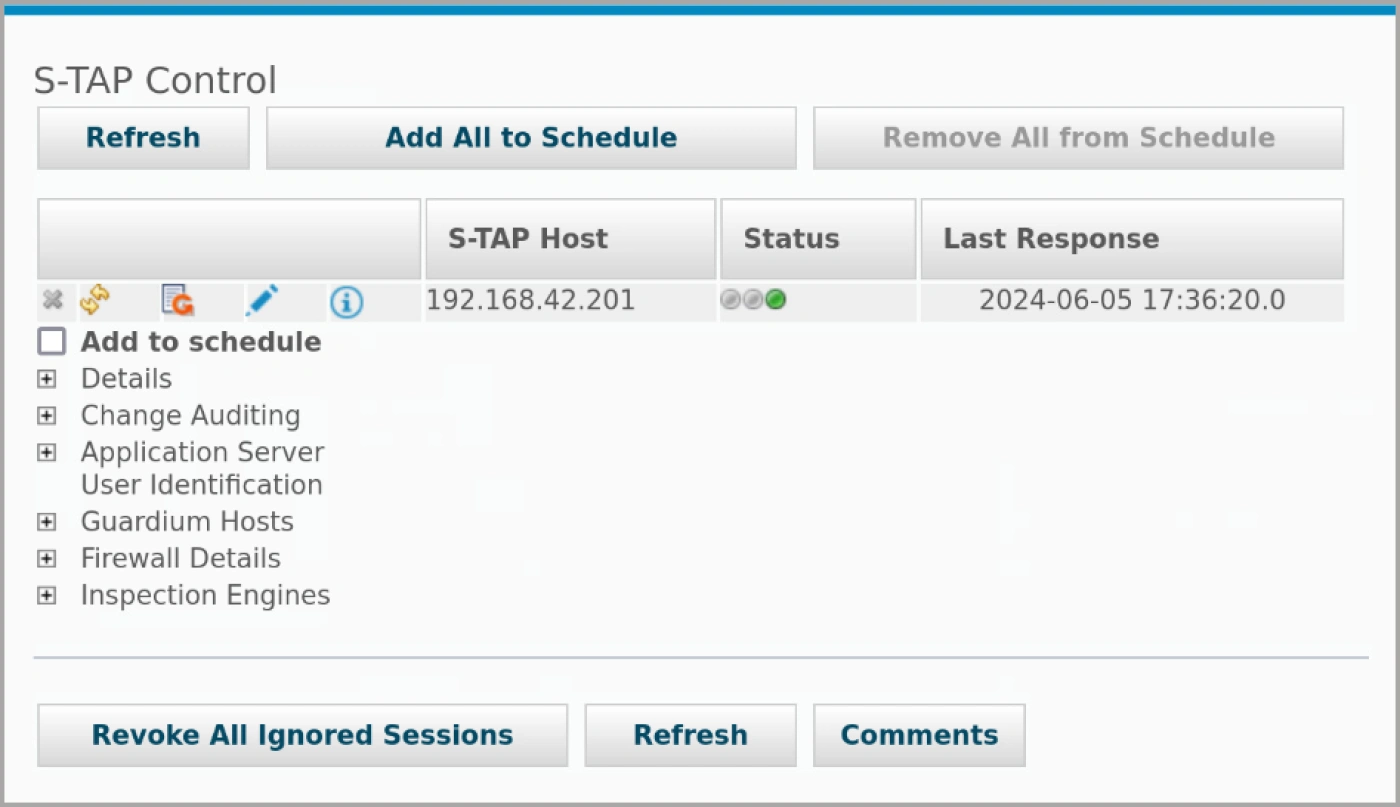 S-TAP Control
Refresh Add All to Schedule Remove All from Schedule
S-TAP Host Status Last Response
192.168.42.201 2024-06-05 17:36:20.0
Add to schedule
Details
Change Auditing
Application Server
User Identification
Guardium Hosts
Firewall Details
Inspection Engines
Revoke All Ignored Sessions Refresh Comments